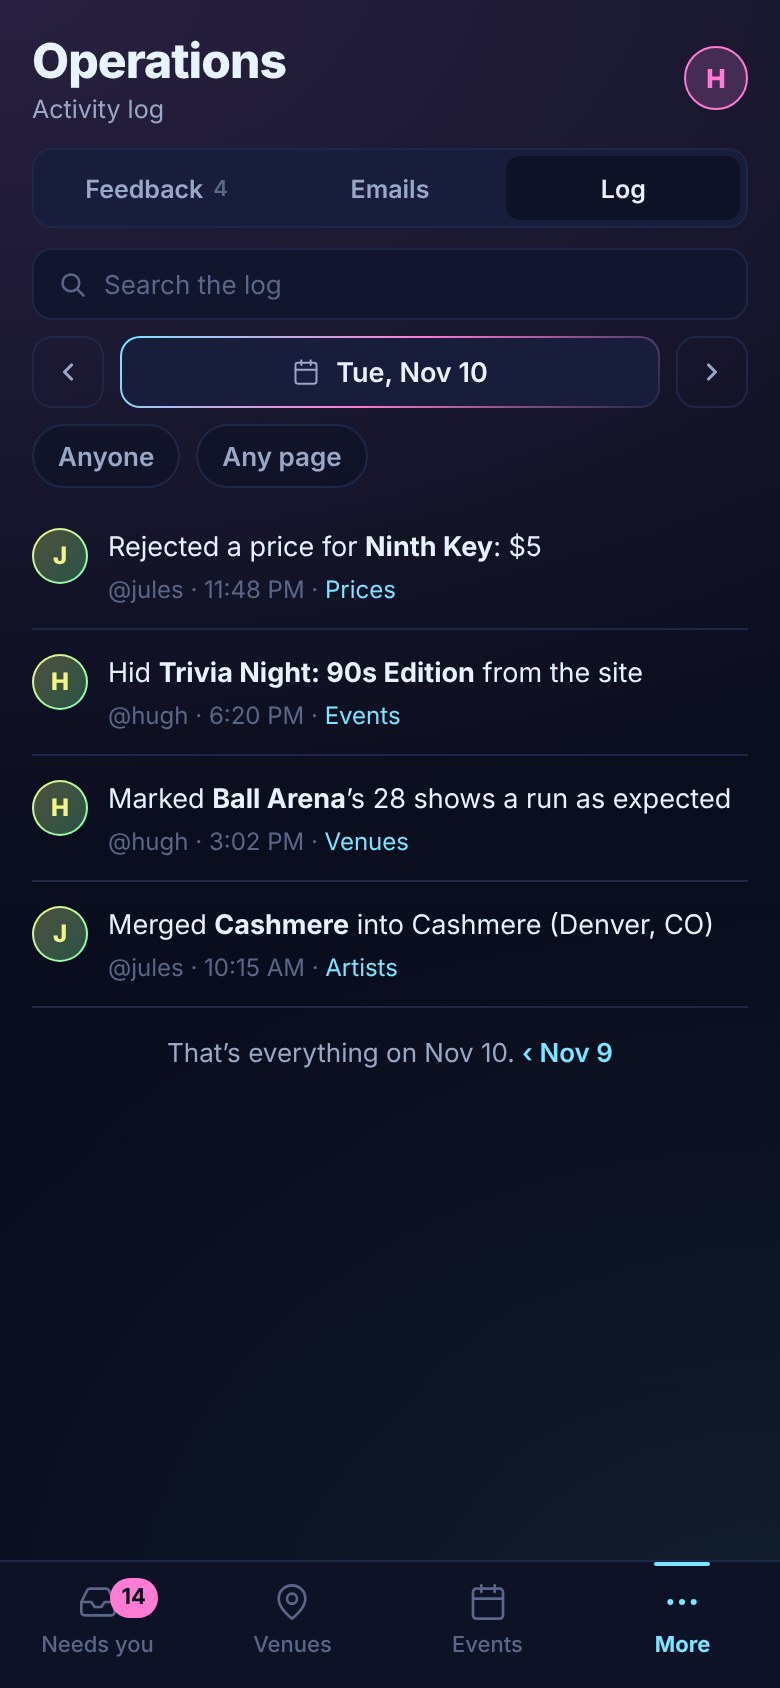 Operations
Activity log
H
Feedback 4
Emails
Log
Search the log
Tue, Nov 10
Anyone
Any page
J
Rejected a price for Ninth Key: $5
@jules · 11:48 PM · Prices
H
Hid Trivia Night: 90s Edition from the site
@hugh · 6:20 PM · Events
H
Marked Ball Arena’s 28 shows a run as expected
@hugh · 3:02 PM · Venues
J
Merged Cashmere into Cashmere (Denver, CO)
@jules · 10:15 AM · Artists
That’s everything on Nov 10. ‹ Nov 9
14
Needs you
Venues
Events
More